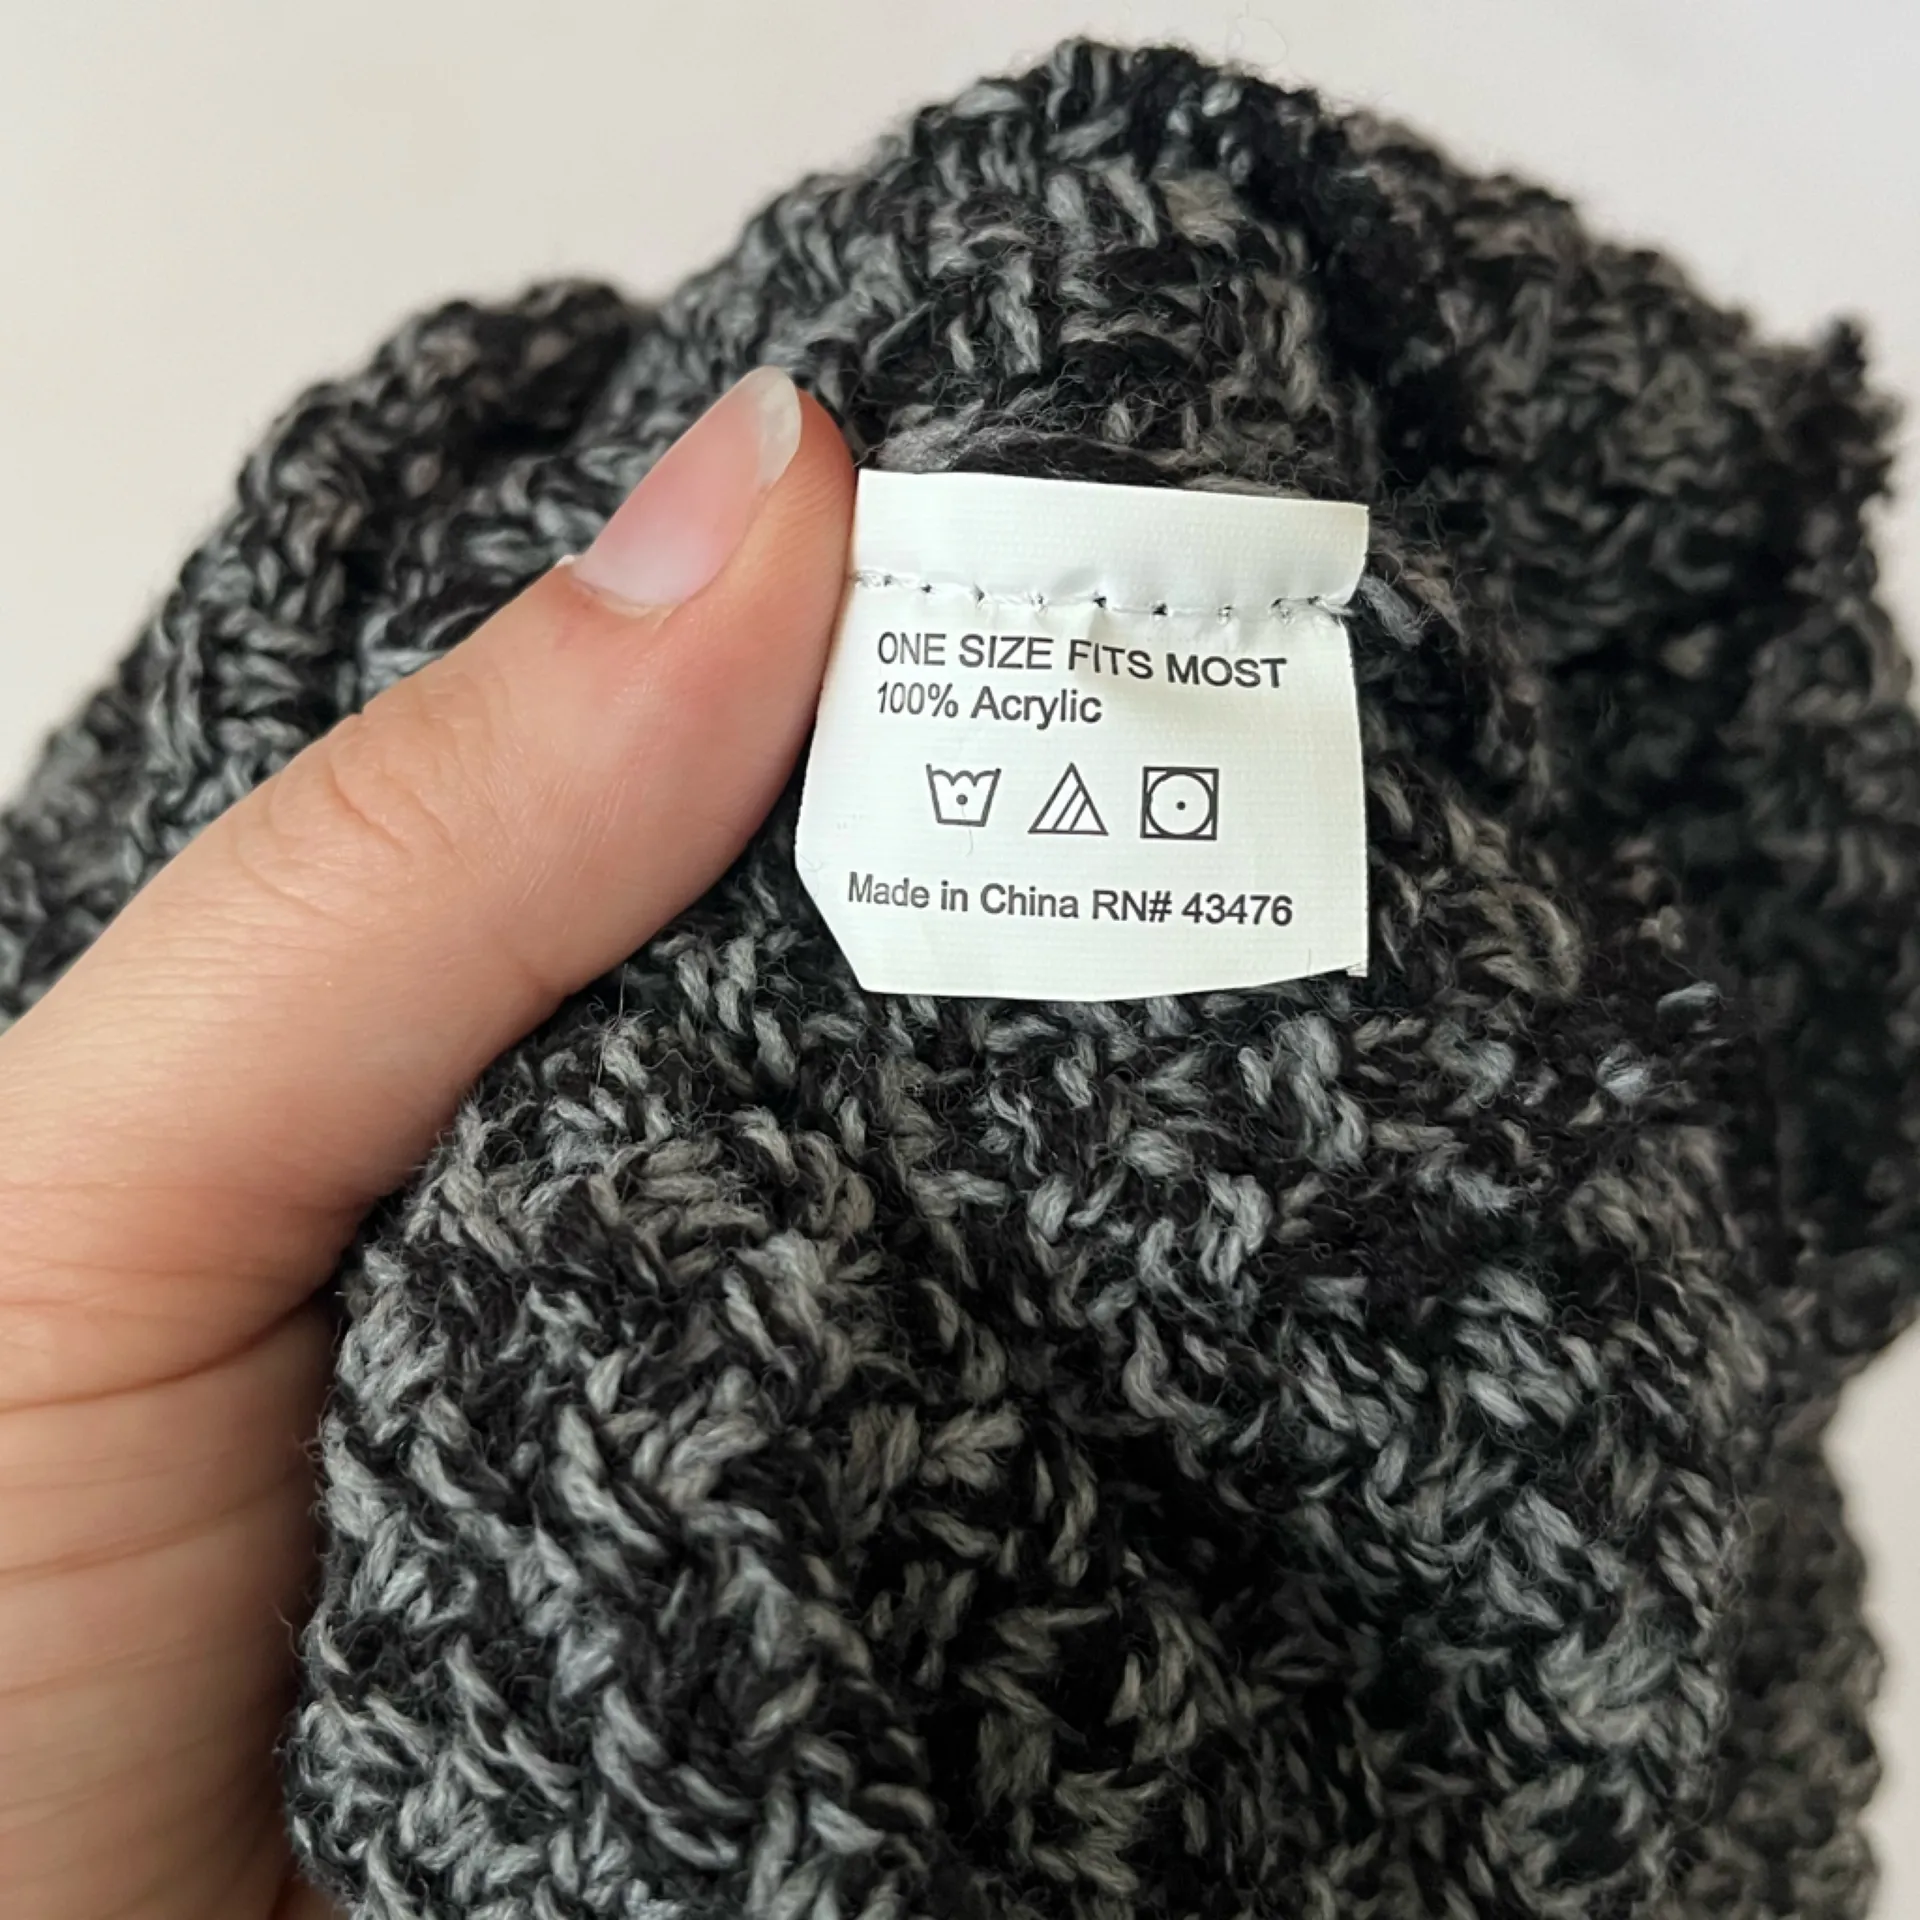 ONE SIZE FITS MOST
100% Acrylic
Made in China RN# 43476